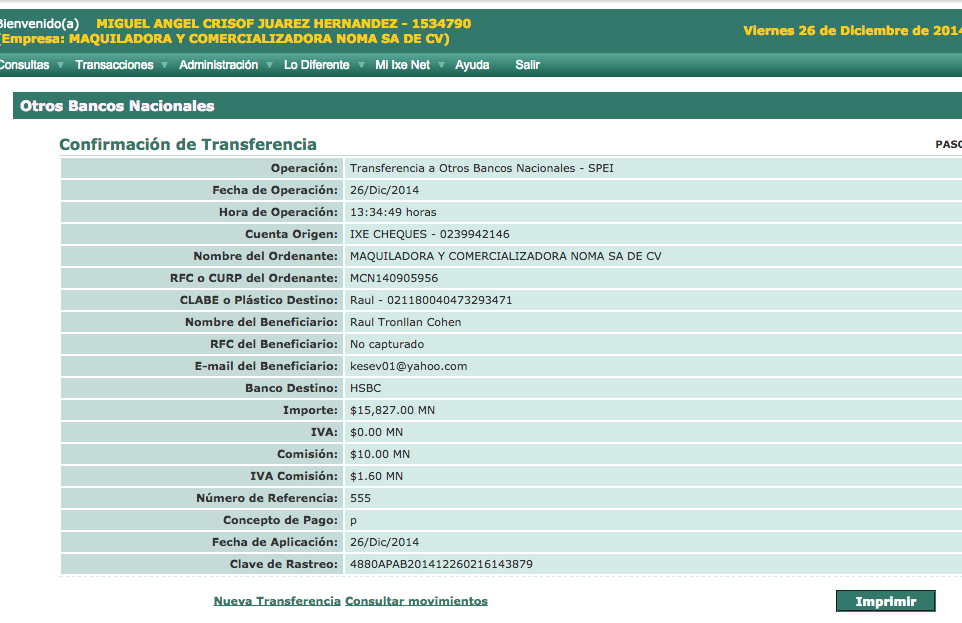 Bienvenido(a) MIGUEL ANGEL CRISOF JUAREZ HERNANDEZ - 1534790
(Empresa: MAQUILADORA Y COMERCIALIZADORA NOMA SA DE CV)
Viernes 26 de Diciembre de 2014
Consultas Transacciones Administración Lo Diferente Mi Ixe Net Ayuda Salir
Otros Bancos Nacionales
Confirmación de Transferencia PASO
Operación: Transferencia a Otros Bancos Nacionales - SPEI
Fecha de Operación: 26/Dic/2014
Hora de Operación: 13:34:49 horas
Cuenta Origen: IXE CHEQUES - 0239942146
Nombre del Ordenante: MAQUILADORA Y COMERCIALIZADORA NOMA SA DE CV
RFC o CURP del Ordenante: MCN140905956
CLABE o Plástico Destino: Raul - 021180040473293471
Nombre del Beneficiario: Raul Tronllan Cohen
RFC del Beneficiario: No capturado
E-mail del Beneficiario: kesev01@yahoo.com
Banco Destino: HSBC
Importe: $15,827.00 MN
IVA: $0.00 MN
Comisión: $10.00 MN
IVA Comisión: $1.60 MN
Número de Referencia: 555
Concepto de Pago: p
Fecha de Aplicación: 26/Dic/2014
Clave de Rastreo: 4880APAB201412260216143879
Nueva Transferencia Consultar movimientos Imprimir